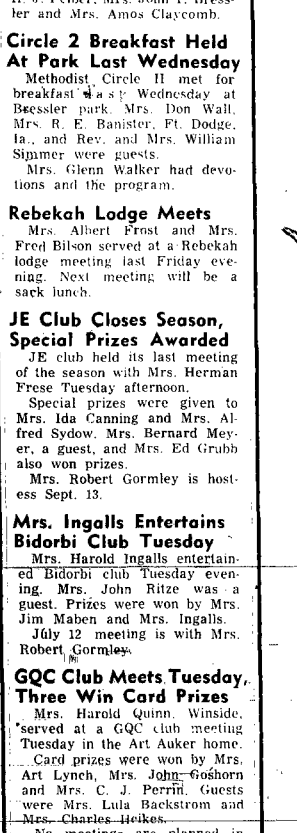 ler and Mrs. Amos Claycomb.
Circle 2 Breakfast Held
At Park Last Wednesday
Methodist Circle II met for
breakfast last Wednesday at
Bressler park. Mrs. Don Wall,
Mrs. R. E. Banister, Ft. Dodge,
Ia., and Rev. and Mrs. William
Simmer were guests.
Mrs. Glenn Walker had devo-
tions and the program.
Rebekah Lodge Meets
Mrs. Albert Frost and Mrs.
Fred Bilson served at a Rebekah
lodge meeting last Friday eve-
ning. Next meeting will be a
sack lunch.
JE Club Closes Season,
Special Prizes Awarded
JE club held its last meeting
of the season with Mrs. Herman
Frese Tuesday afternoon.
Special prizes were given to
Mrs. Ida Canning and Mrs. Al-
fred Sydow. Mrs. Bernard Mey-
er, a guest, and Mrs. Ed Grubb
also won prizes.
Mrs. Robert Gormley is host-
ess Sept. 13.
Mrs. Ingalls Entertains
Bidorbi Club Tuesday
Mrs. Harold Ingalls entertain-
ed Bidorbi club Tuesday even-
ing. Mrs. John Ritze was a
guest. Prizes were won by Mrs.
Jim Maben and Mrs. Ingalls.
July 12 meeting is with Mrs.
Robert Gormley.
GQC Club Meets Tuesday,
Three Win Card Prizes
Mrs. Harold Quinn, Winside,
served at a GQC club meeting
Tuesday in the Art Auker home.
Card prizes were won by Mrs.
Art Lynch, Mrs. John Goshorn
and Mrs. C. J. Perrin. Guests
were Mrs. Lula Backstrom and
Mrs. Charles Heikes.
No meetings are planned in